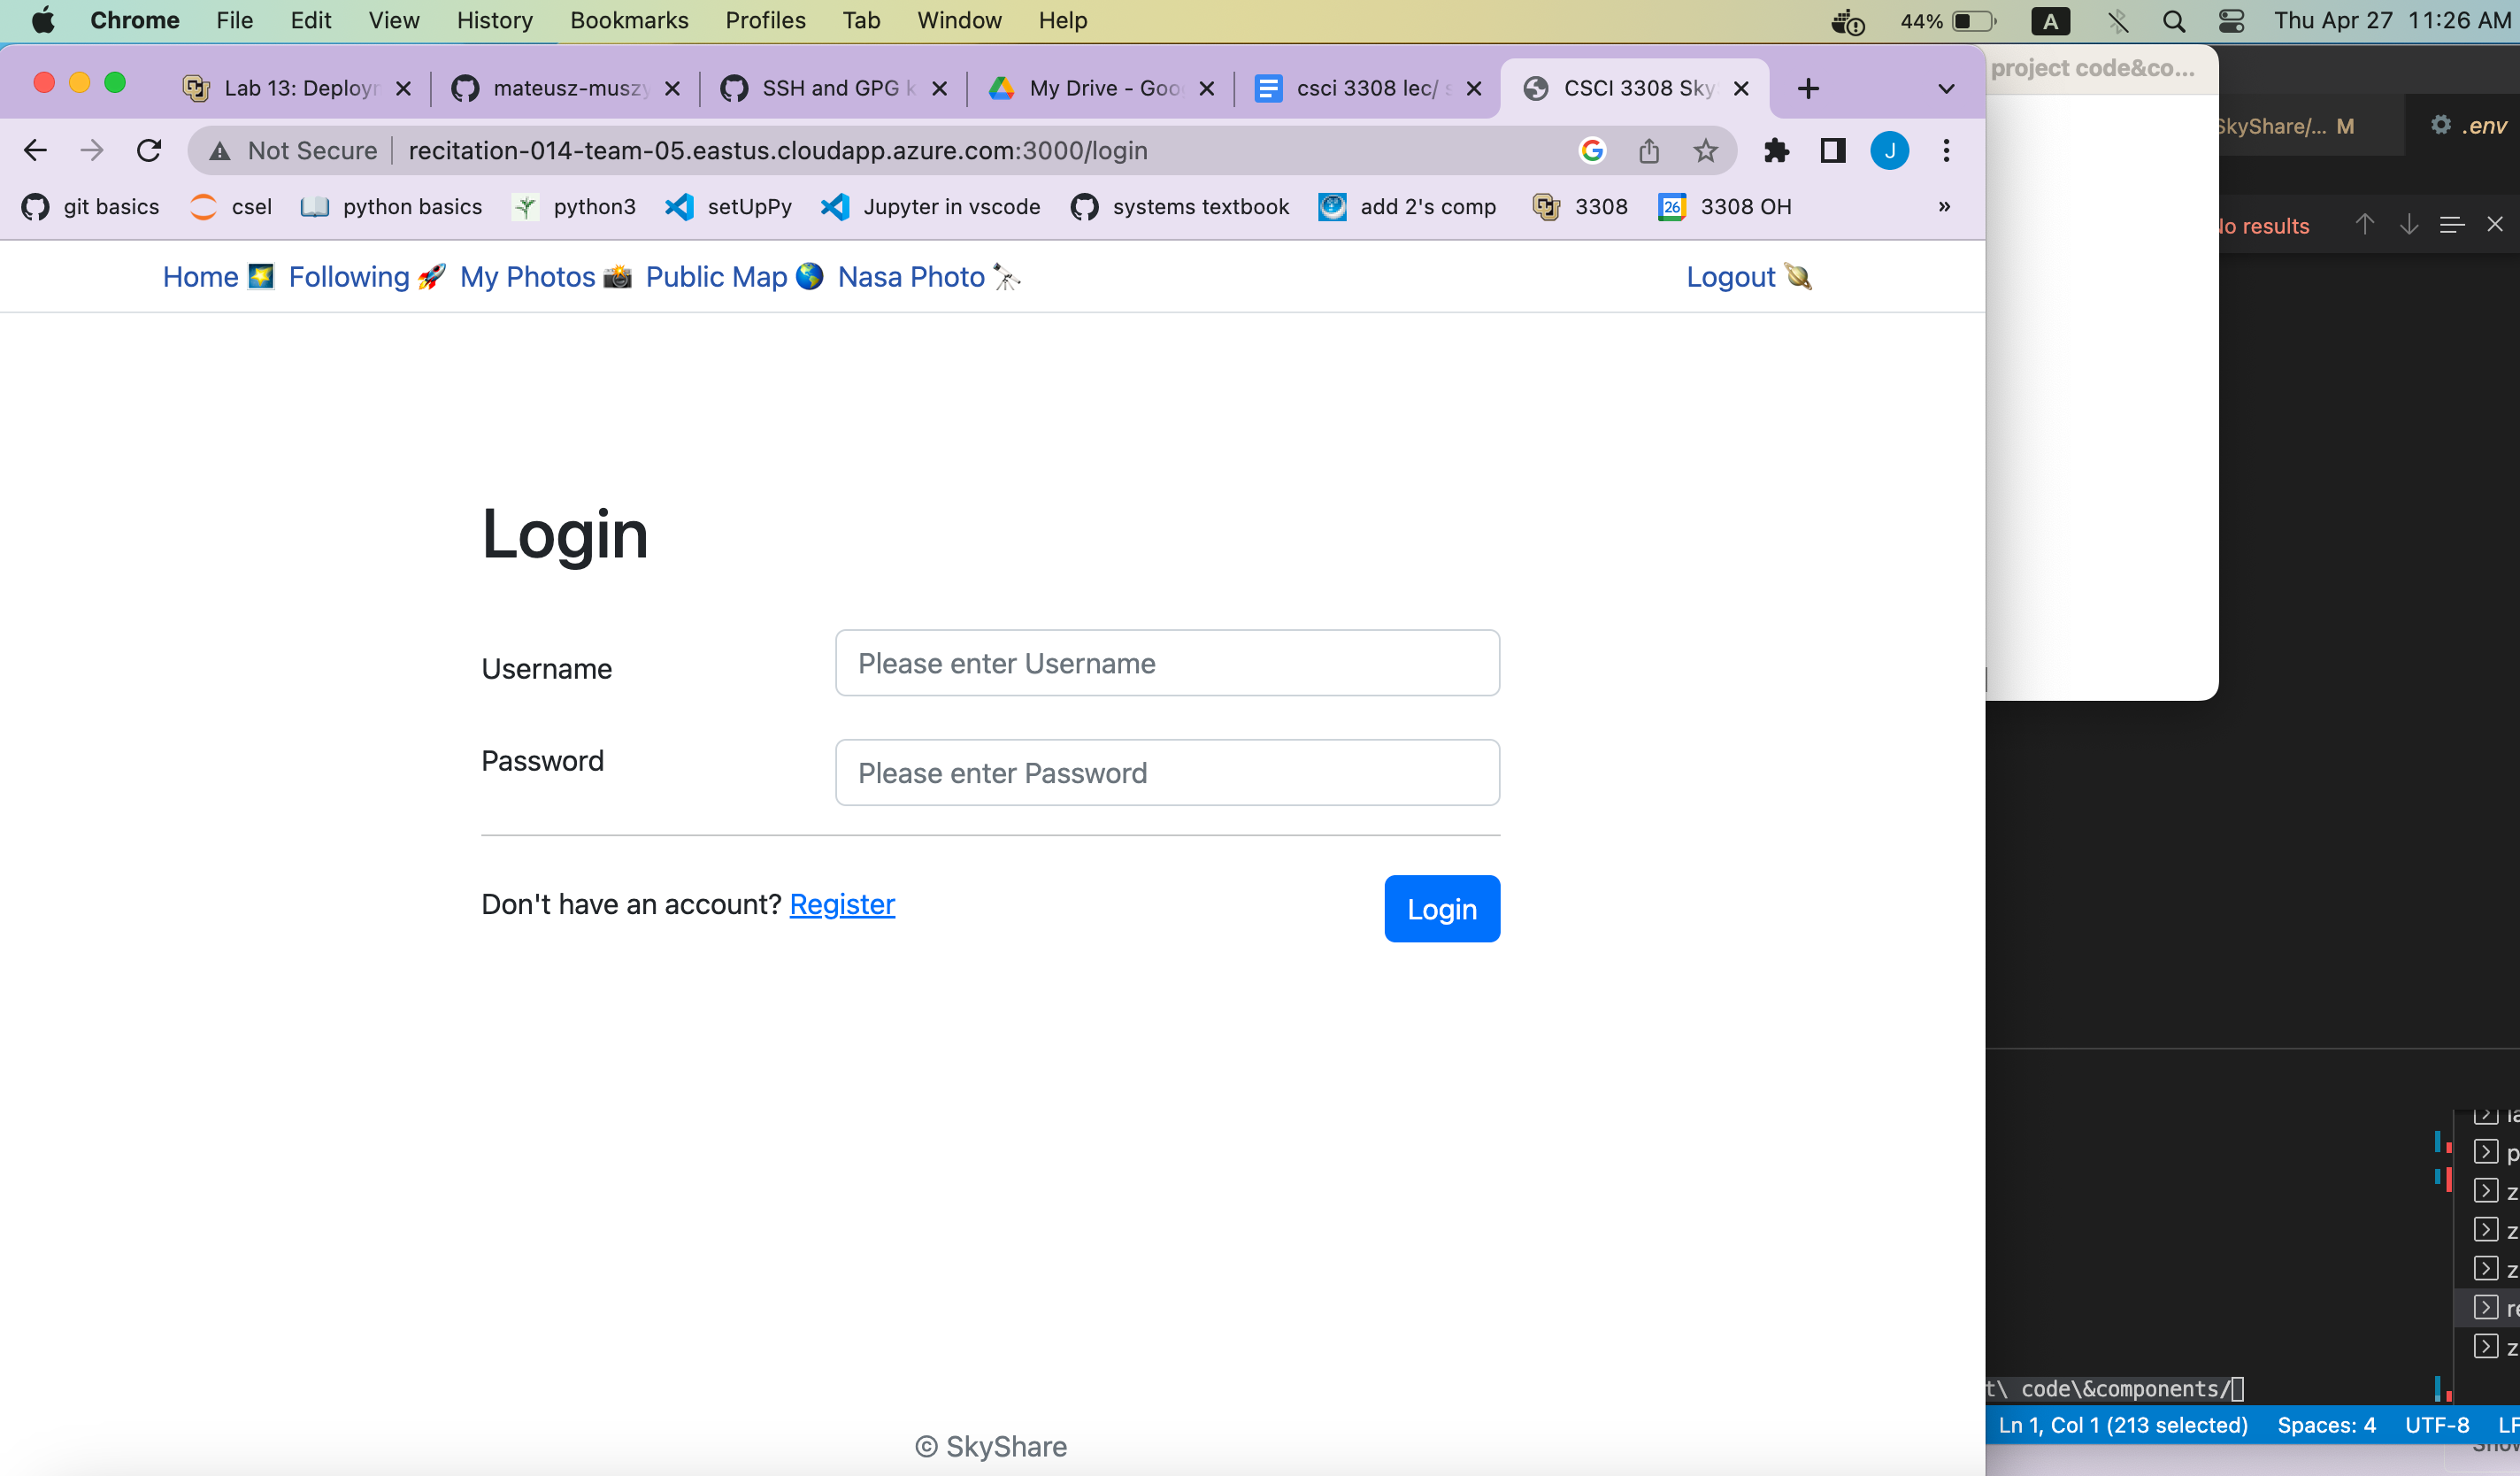 Chrome File Edit View History Bookmarks Profiles Tab Window Help 44% A Thu Apr 27 11:26 AM
Lab 13: Deploy mateusz-muszy SSH and GPG k My Drive - Goo csci 3308 lec/ CSCI 3308 Sky
project code&co...
Not Secure recitation-014-team-05.eastus.cloudapp.azure.com:3000/login J
SkyShare/... M .env
git basics csel python basics python3 setUpPy Jupyter in vscode systems textbook add 2's comp 3308 26 3308 OH »
No results
Home Following My Photos Public Map Nasa Photo Logout
Login
Username Please enter Username
Password Please enter Password
Don't have an account? Register Login
t\ code\&components/
Ln 1, Col 1 (213 selected) Spaces: 4 UTF-8 LF
© SkyShare